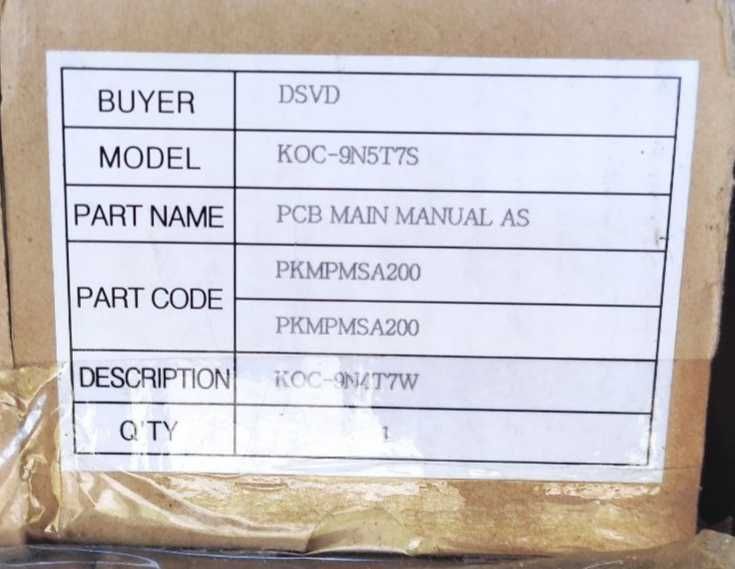 BUYER DSVD
MODEL KOC-9N5T7S
PART NAME PCB MAIN MANUAL AS
PART CODE PKMPMSA200
PKMPMSA200
DESCRIPTION KOC-9N4T7W
Q'TY 1